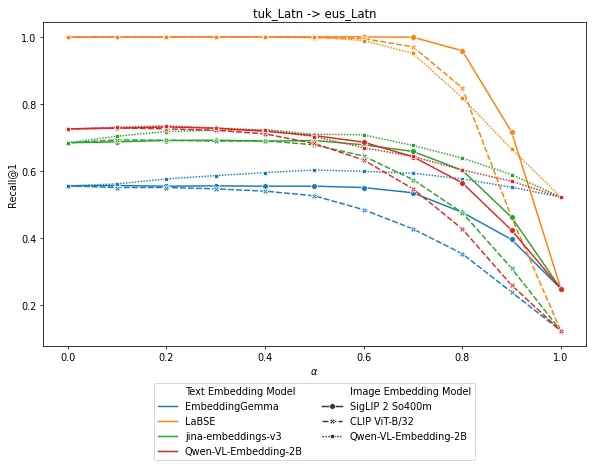 tuk_Latn -> eus_Latn
1.0
0.8
0.6
0.4
0.2
Recall@1
0.0 0.2 0.4 0.6 0.8 1.0
α
Text Embedding Model Image Embedding Model
EmbeddingGemma SigLIP 2 So400m
LaBSE CLIP ViT-B/32
jina-embeddings-v3 Qwen-VL-Embedding-2B
Qwen-VL-Embedding-2B